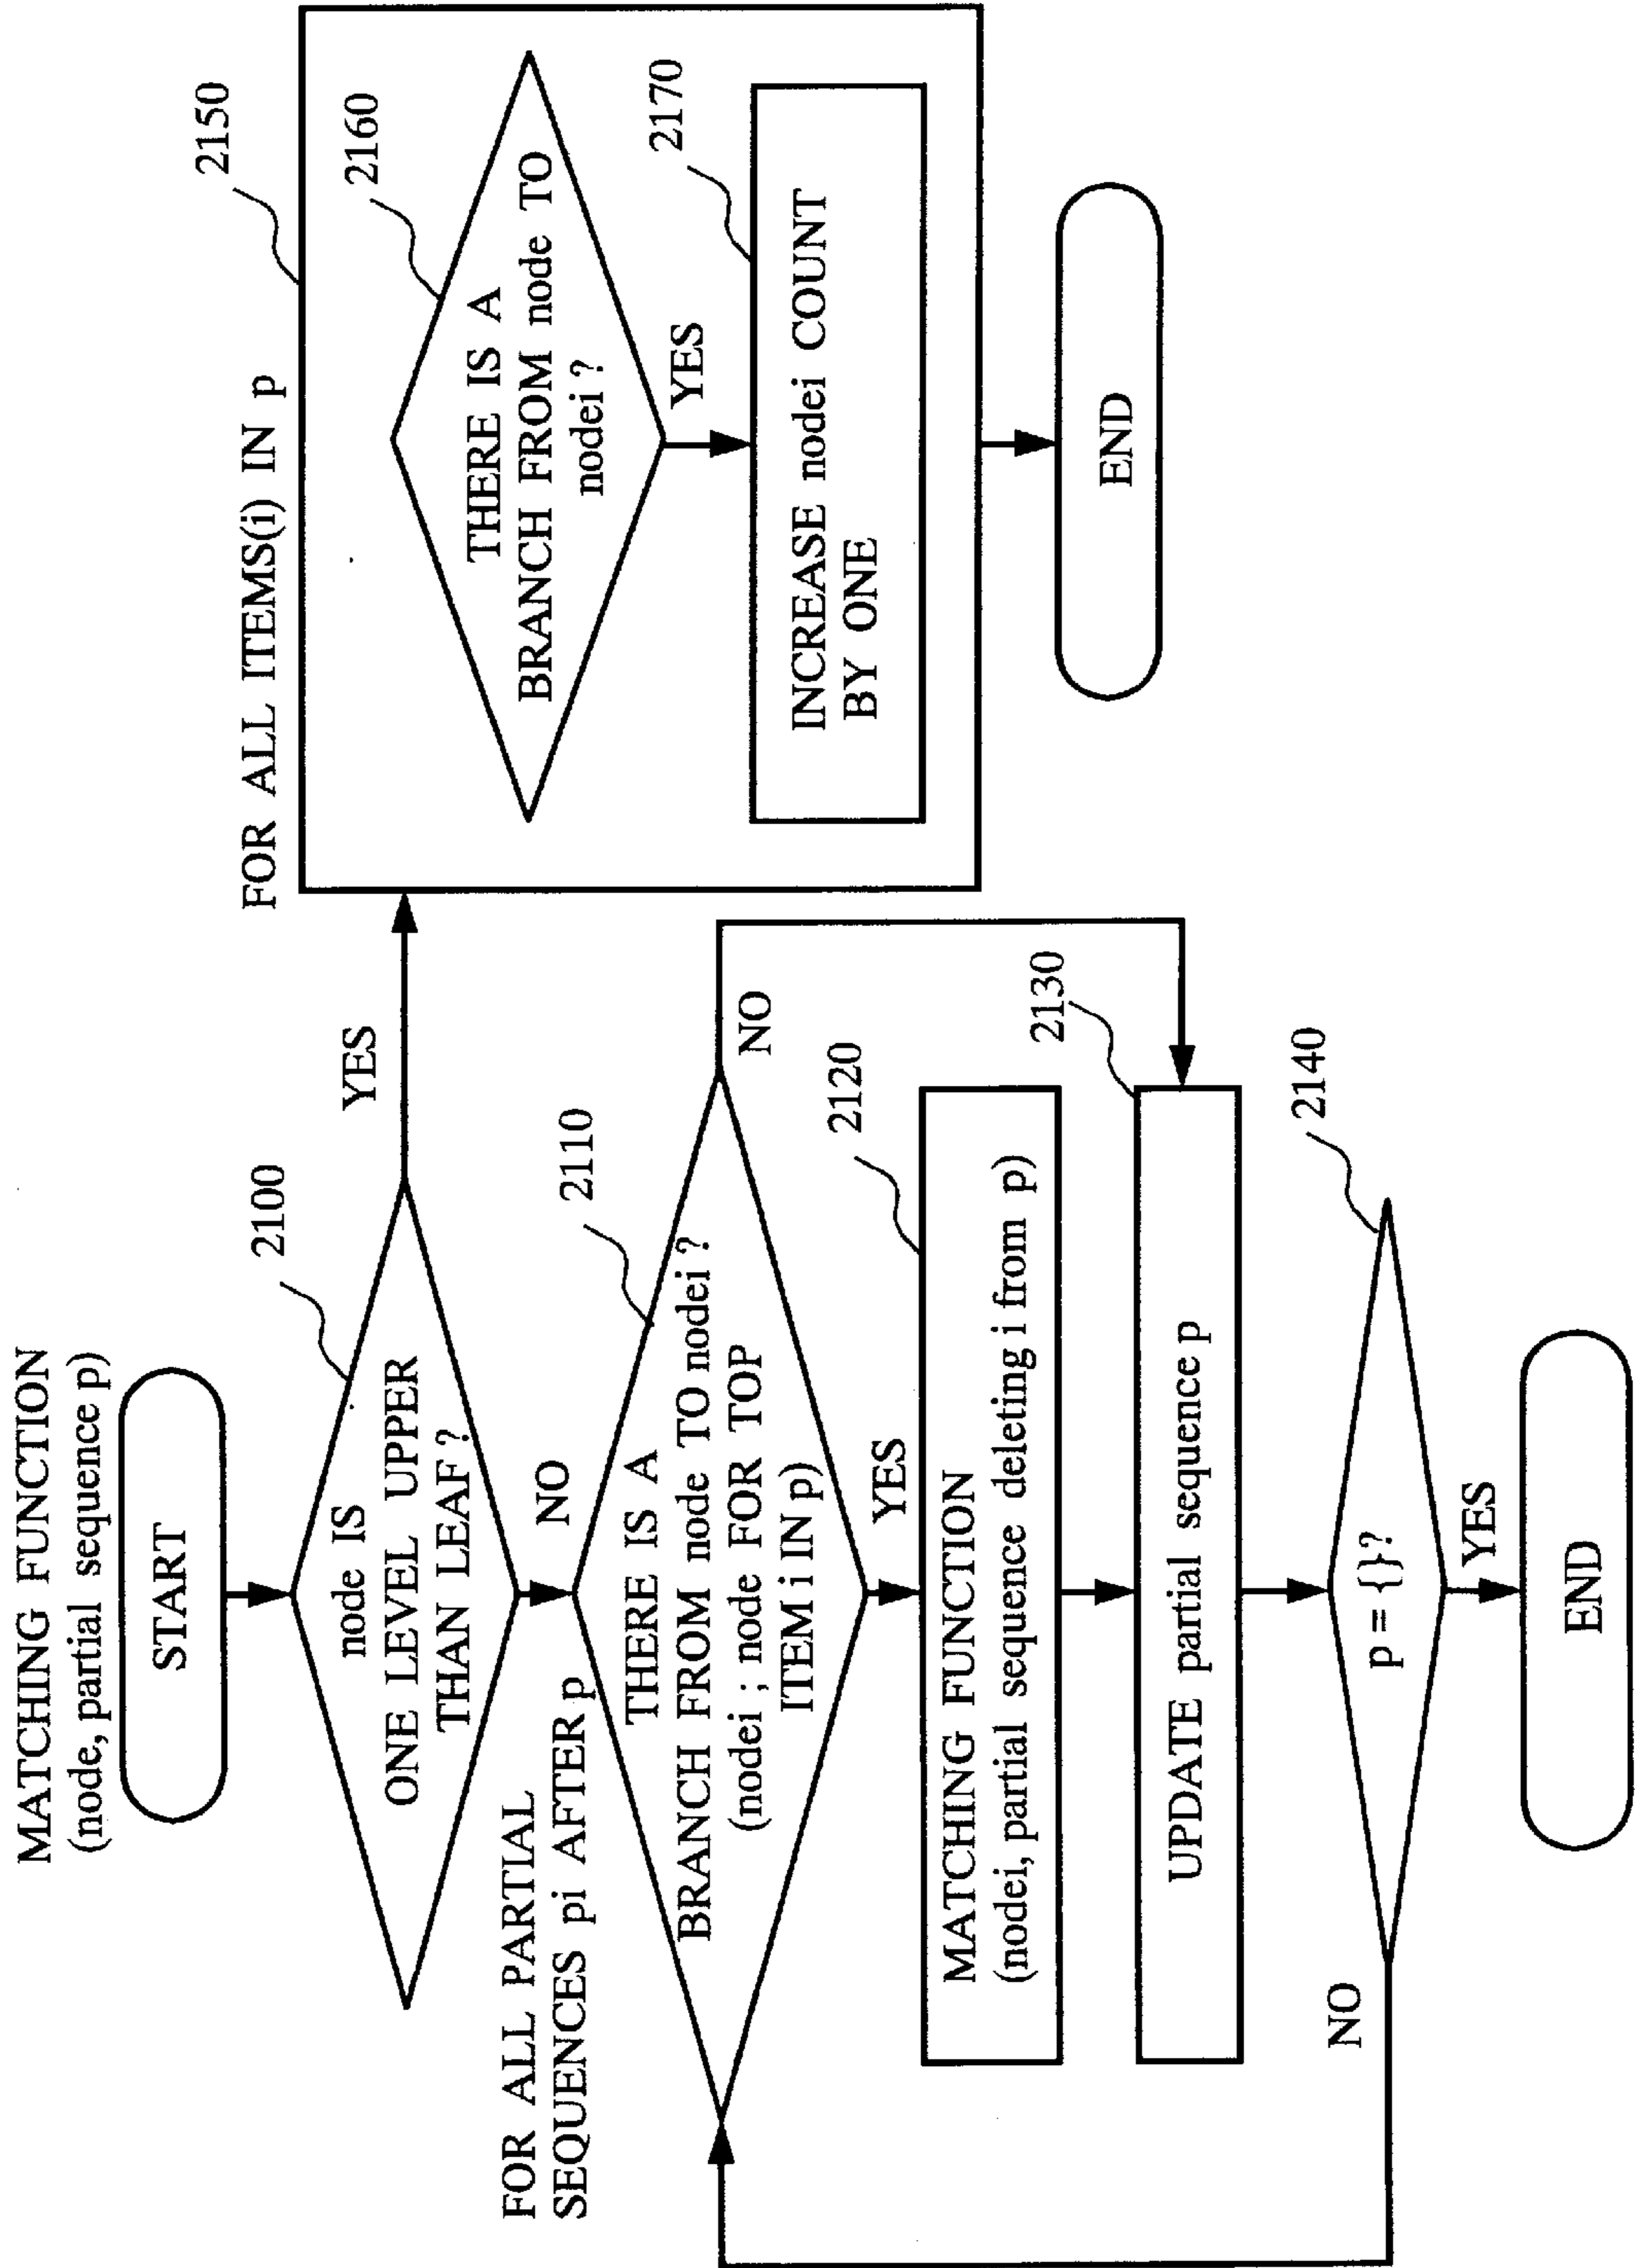 MATCHING FUNCTION
(node, partial sequence p)
START
2100
node IS
ONE LEVEL UPPER
THAN LEAF ?
YES
NO
FOR ALL PARTIAL
SEQUENCES pi AFTER p
2110
THERE IS A
BRANCH FROM node TO nodei ?
(nodei ; node FOR TOP
ITEM i IN p)
NO
YES
2120
MATCHING FUNCTION
(nodei, partial sequence deleting i from p)
2130
UPDATE partial sequence p
2140
p = {}?
NO
YES
END
FOR ALL ITEMS(i) IN p
2150
2160
THERE IS A
BRANCH FROM node TO
nodei ?
YES
2170
INCREASE nodei COUNT
BY ONE
END